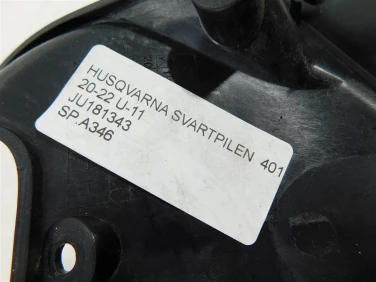 HUSQVARNA SVARTPILEN 401
20-22 U-11
JU181343
SP.A346